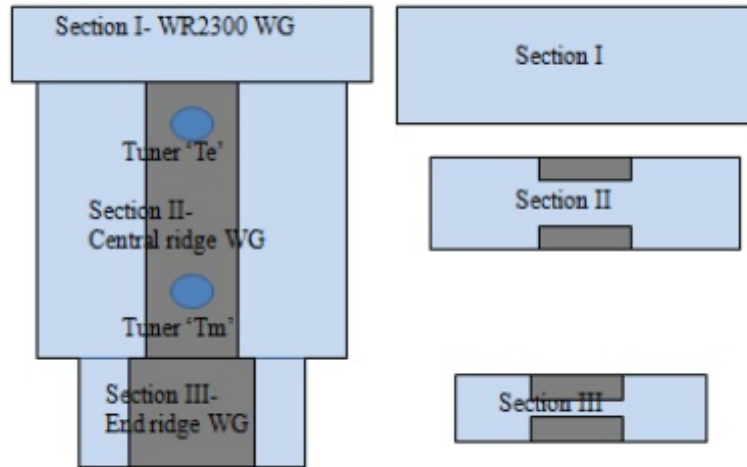 Section I- WR2300 WG
Tuner ‘Te’
Section II-
Central ridge WG
Tuner ‘Tm’
Section III-
End ridge WG
Section I
Section II
Section III